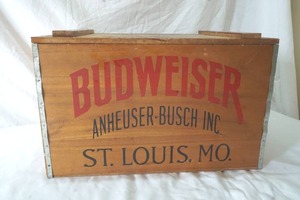 BUDWEISER
ANHEUSER-BUSCH INC.
ST. LOUIS, MO.